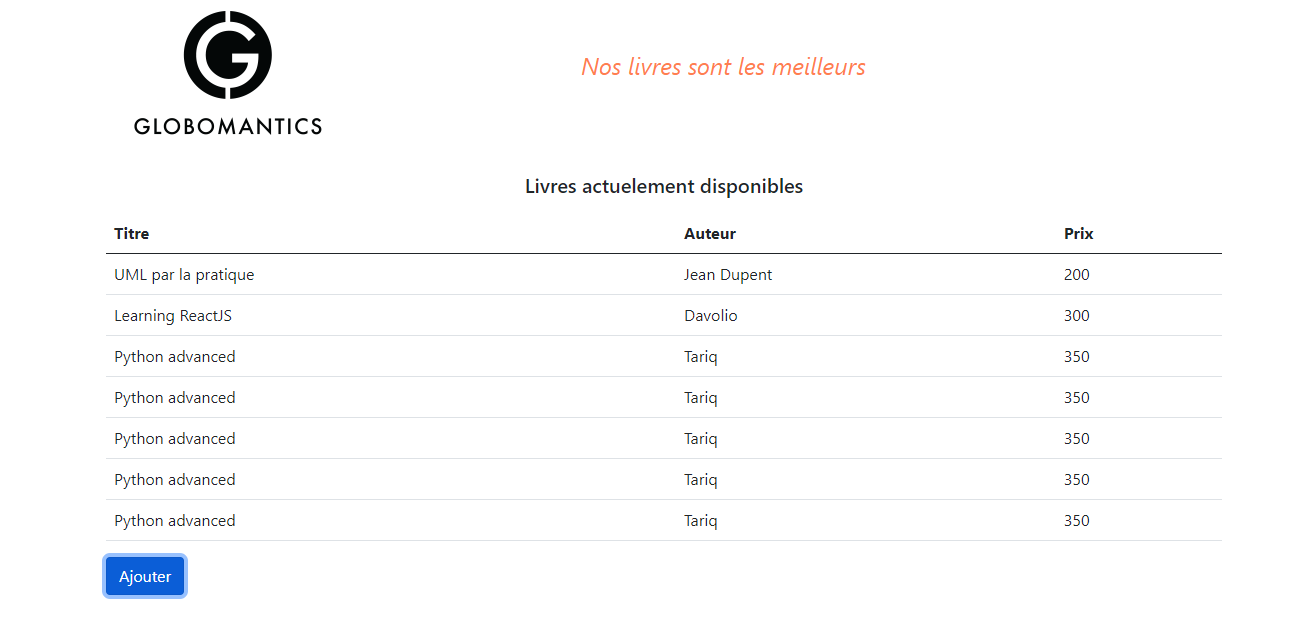 Nos livres sont les meilleurs
GLOBOMANTICS
Livres actuelement disponibles
Titre Auteur Prix
UML par la pratique Jean Dupent 200
Learning ReactJS Davolio 300
Python advanced Tariq 350
Python advanced Tariq 350
Python advanced Tariq 350
Python advanced Tariq 350
Python advanced Tariq 350
Ajouter